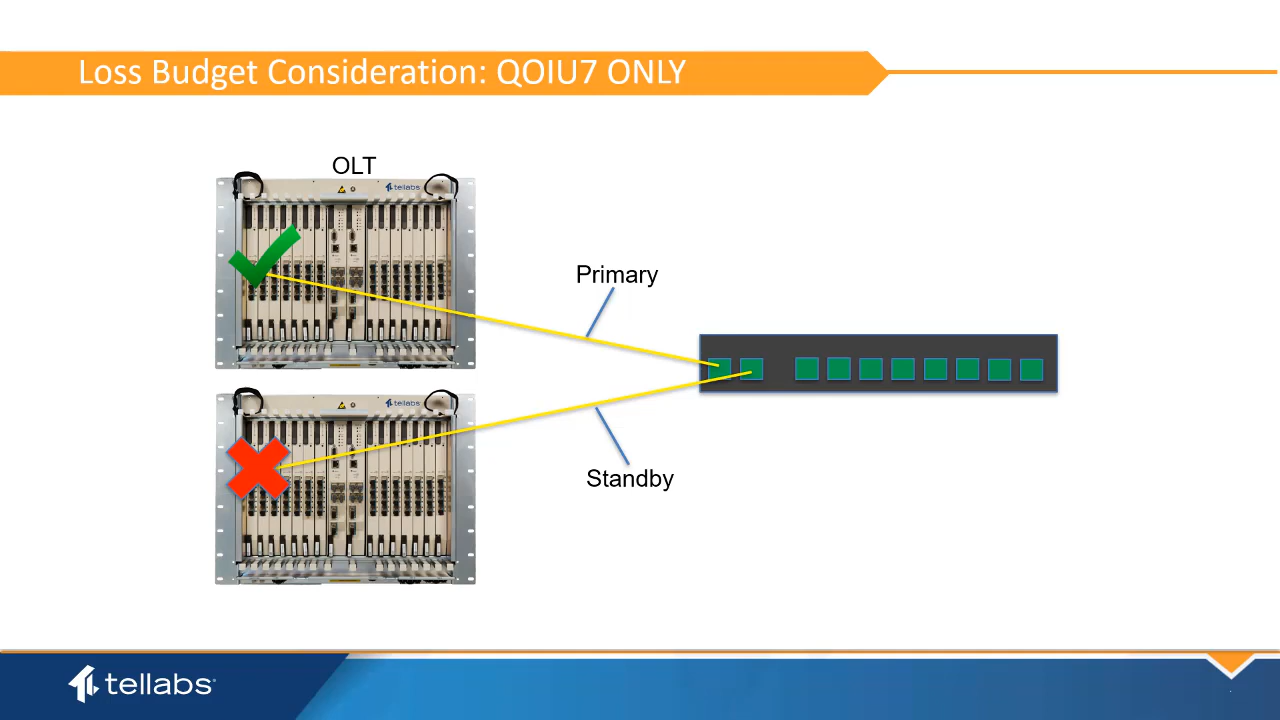 Loss Budget Consideration: QOIU7 ONLY
OLT
tellabs
Primary
tellabs
Standby
tellabs